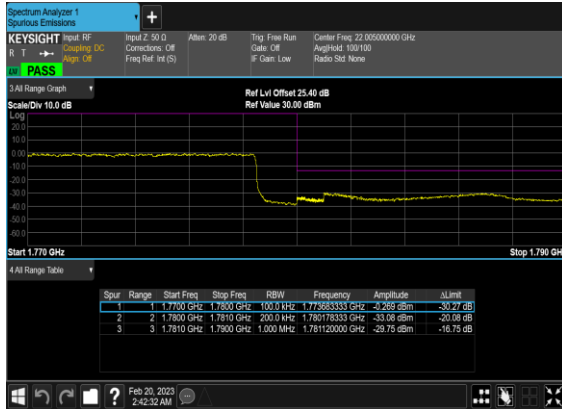 Spectrum Analyzer 1
Spurious Emissions
+
KEYSIGHT Input: RF Input Z: 50 Ω Atten: 20 dB Trig: Free Run Center Freq: 22.005000000 GHz
R T Coupling: DC Corrections: Off Gate: Off Avg|Hold: 100/100
Align: Off Freq Ref: Int (S) IF Gain: Low Radio Std: None
PASS
3 All Range Graph
Ref Lvl Offset 25.40 dB
Scale/Div 10.0 dB Ref Value 30.00 dBm
Log
20.0
10.0
0.00
-10.0
-20.0
-30.0
-40.0
-50.0
-60.0
Start 1.770 GHz Stop 1.790 GH
4 All Range Table
Spur Range Start Freq Stop Freq RBW Frequency Amplitude ΔLimit
1 1 1.7700 GHz 1.7800 GHz 100.0 kHz 1.773683333 GHz -0.269 dBm -30.27 dB
2 2 1.7800 GHz 1.7810 GHz 200.0 kHz 1.780178333 GHz -33.08 dBm -20.08 dB
3 3 1.7810 GHz 1.7900 GHz 1.000 MHz 1.781120000 GHz -29.75 dBm -16.75 dB
? Feb 20, 2023
2:42:32 AM